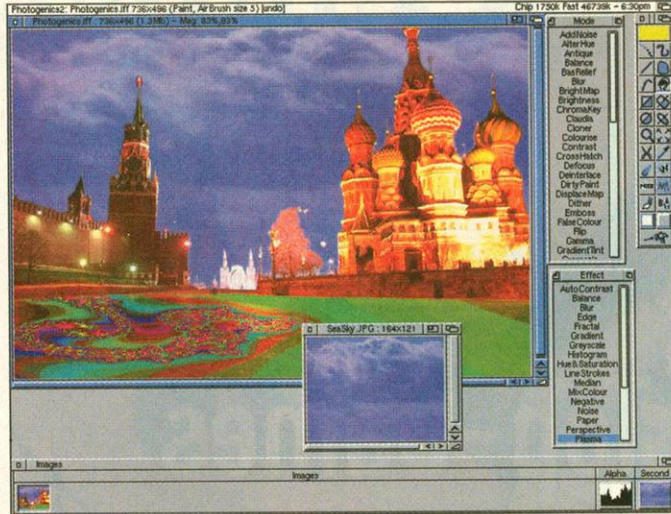 Photogenics2: Photogenics.iff 736x496 (Paint, AirBrush size 5) [undo]
Chip 1750k Fast 46739k - 6:30pm
Photogenics.iff 736X496 (1.3Mb) - Mag: 83%,83%
Mode
AddNoise
AlterHue
Antique
Balance
BasRelief
Blur
BrightMap
Brightness
ChromaKey
Claudia
Cloner
Colourise
Contrast
CrossHatch
Defocus
Deinterlace
DirtyPaint
DisplaceMap
Dither
Emboss
FalseColour
Flip
Gamma
GradientTint
Effect
AutoContrast
Balance
Blur
Edge
Fractal
Gradient
Greyscale
Histogram
Hue&Saturation
LineStrokes
Median
MixColour
Negative
Noise
Paper
Perspective
Plasma
SeaSky.JPG : 164X121
Images
Images
Alpha
Second